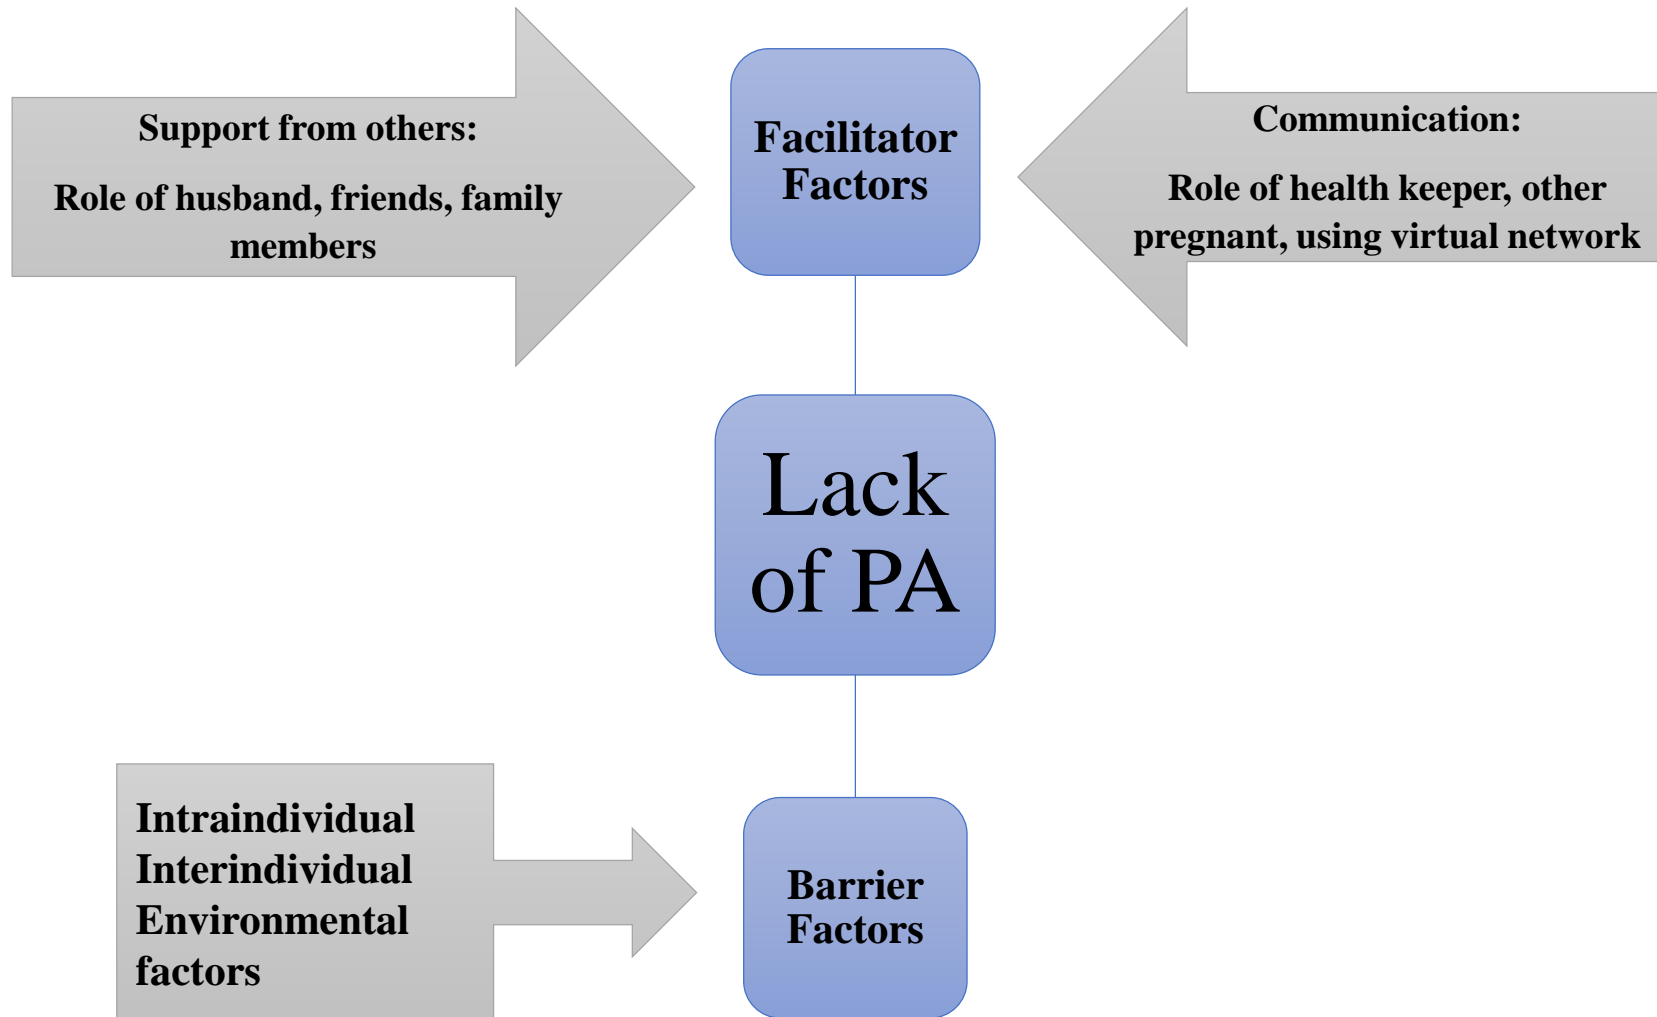 Support from others:
Role of husband, friends, family
members
Facilitator
Factors
Communication:
Role of health keeper, other
pregnant, using virtual network
Lack
of PA
Intraindividual
Interindividual
Environmental
factors
Barrier
Factors